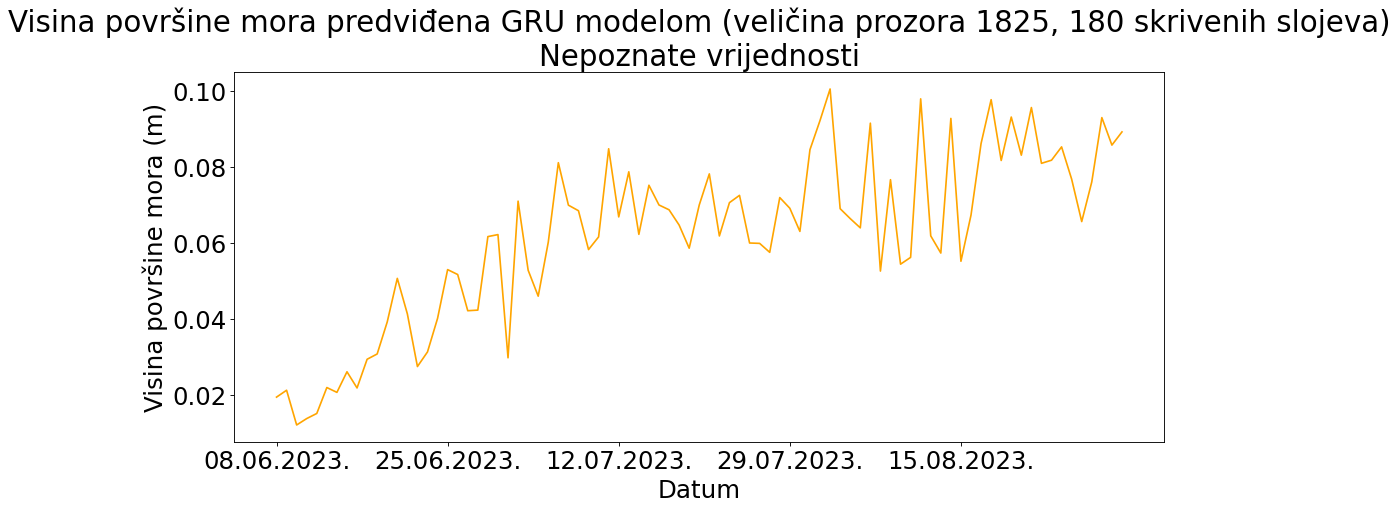 Visina površine mora predviđena GRU modelom (veličina prozora 1825, 180 skrivenih slojeva)
Nepoznate vrijednosti
Visina površine mora (m)
0.10
0.08
0.06
0.04
0.02
08.06.2023. 25.06.2023. 12.07.2023. 29.07.2023. 15.08.2023.
Datum